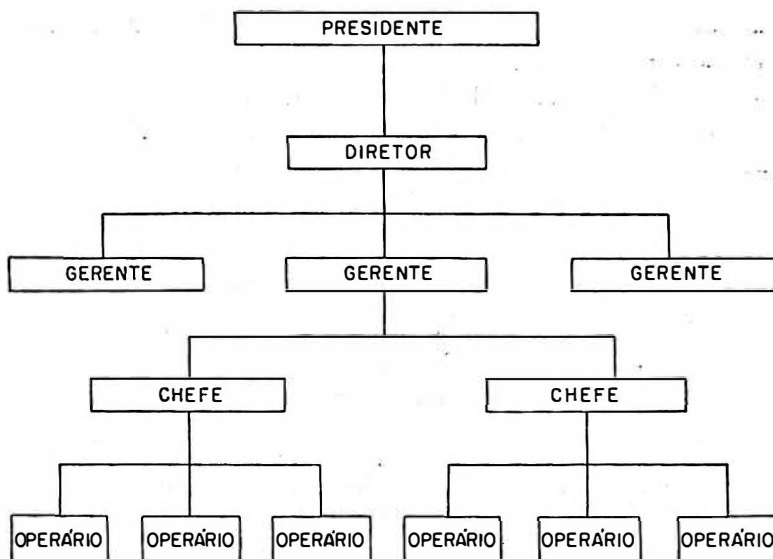 PRESIDENTE
DIRETOR
GERENTE GERENTE GERENTE
CHEFE CHEFE
OPERÁRIO OPERÁRIO OPERÁRIO OPERÁRIO OPERÁRIO OPERÁRIO